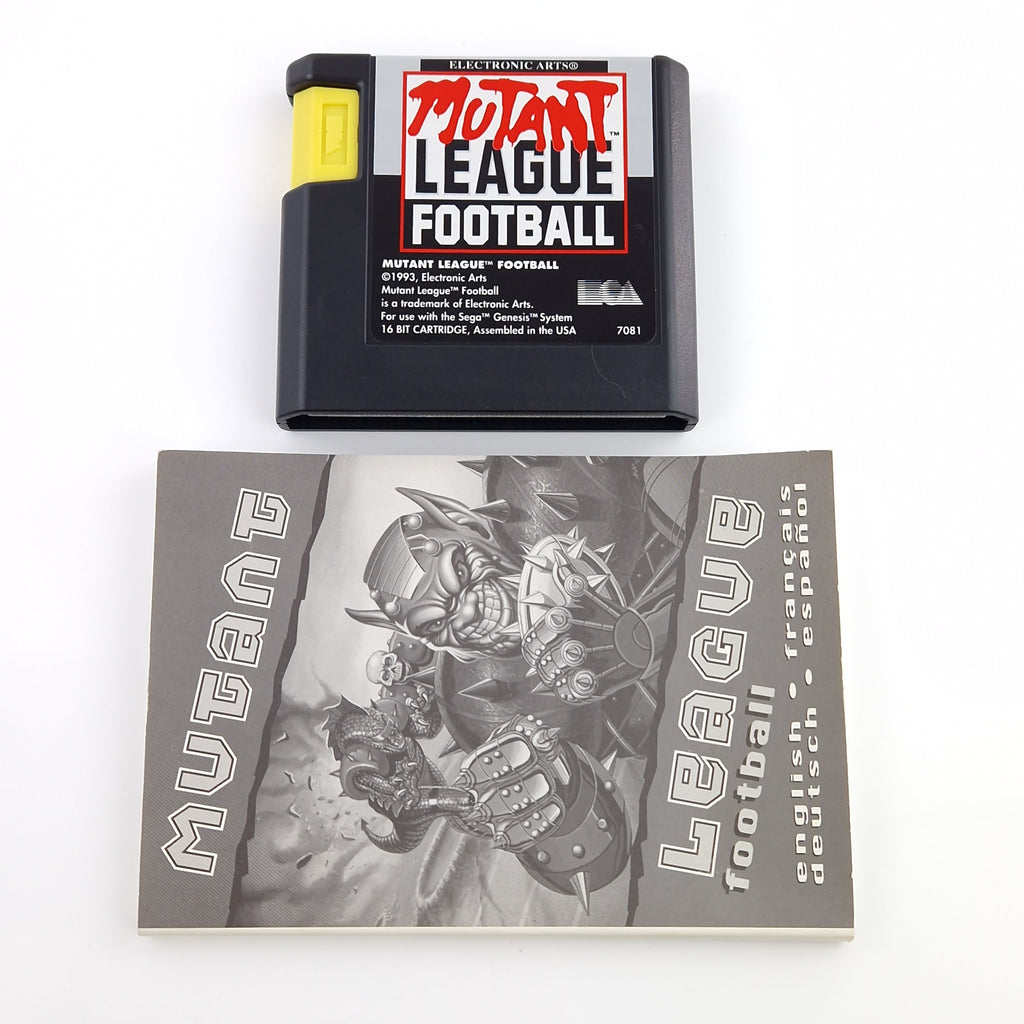 ELECTRONIC ARTS®
MUTANT™
LEAGUE
FOOTBALL
MUTANT LEAGUE™ FOOTBALL
©1993, Electronic Arts
Mutant League™ Football
is a trademark of Electronic Arts.
For use with the Sega™ Genesis™ System
16 BIT CARTRIDGE, Assembled in the USA
7081
EA
MUTaNT
LeaGUe
football
english • français
deutsch • español